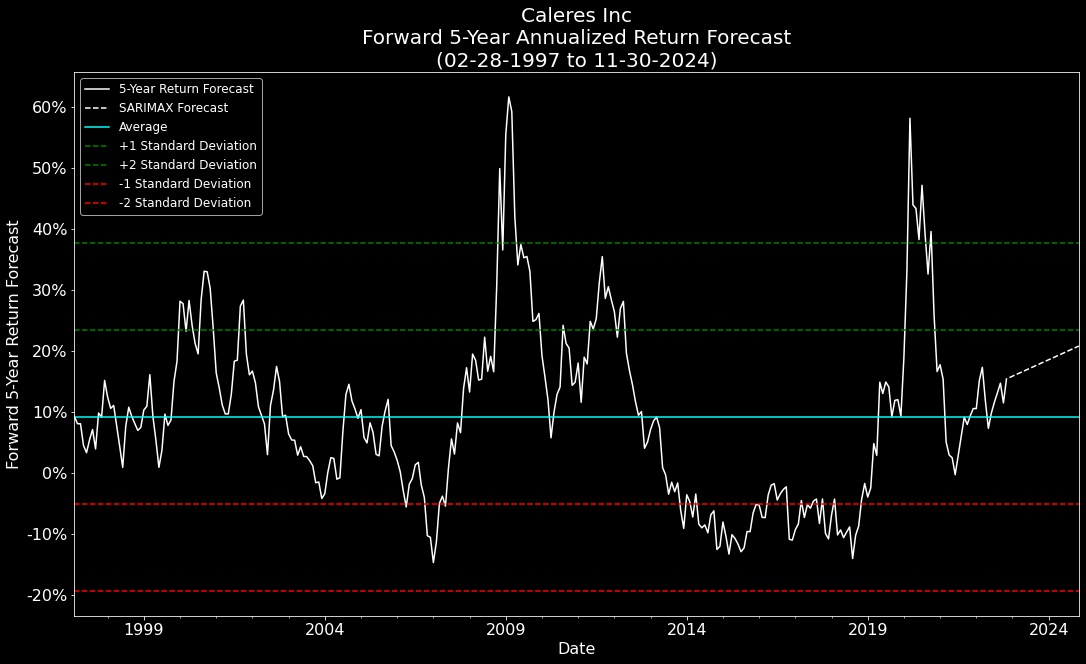 Caleres Inc
Forward 5-Year Annualized Return Forecast
(02-28-1997 to 11-30-2024)
5-Year Return Forecast
SARIMAX Forecast
Average
+1 Standard Deviation
+2 Standard Deviation
-1 Standard Deviation
-2 Standard Deviation
Forward 5-Year Return Forecast
60%
50%
40%
30%
20%
10%
0%
-10%
-20%
1999
2004
2009
2014
2019
2024
Date